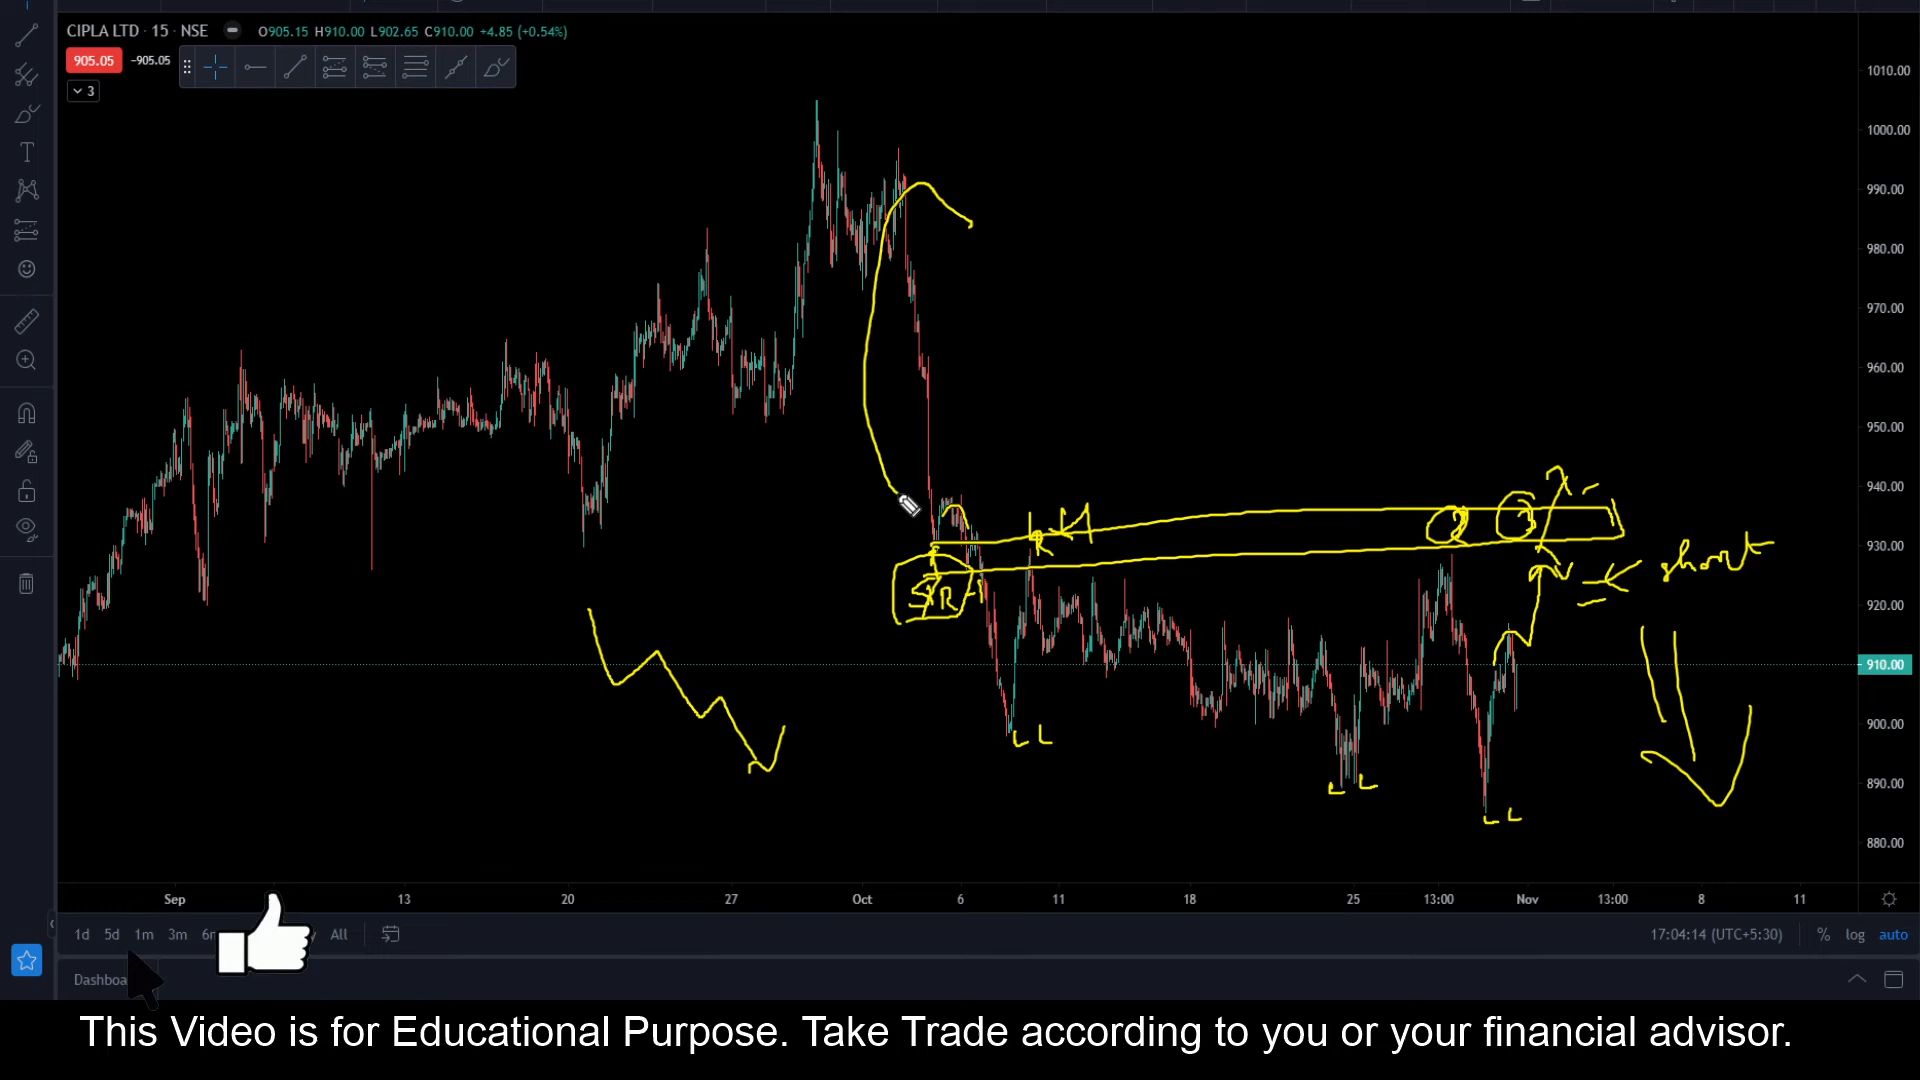 CIPLA LTD · 15 · NSE O905.15 H910.00 L902.65 C910.00 +4.85 (+0.54%)
905.05 -905.05
3
1010.00
1000.00
990.00
980.00
970.00
960.00
950.00
940.00
930.00
920.00
910.00
900.00
890.00
880.00
S/R-1
short
LL
LL
LL
Sep 13 20 27 Oct 6 11 18 25 13:00 Nov 13:00 8 11
1d 5d 1m 3m All 17:04:14 (UTC+5:30) % log auto
This Video is for Educational Purpose. Take Trade according to you or your financial advisor.